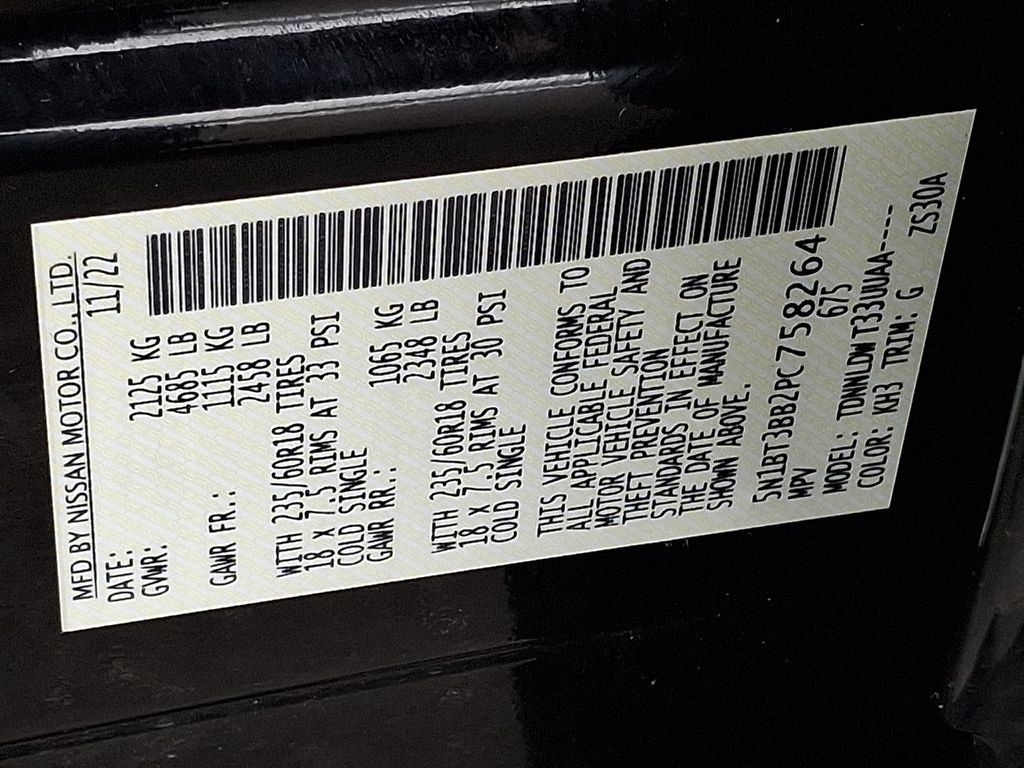 MFD BY NISSAN MOTOR CO., LTD.
DATE: 11/22
GVWR: 2125 KG
4685 LB
GAWR FR.: 1115 KG
2458 LB
WITH 235/60R18 TIRES
18 x 7.5 RIMS AT 33 PSI
COLD SINGLE
GAWR RR.: 1065 KG
2348 LB
WITH 235/60R18 TIRES
18 x 7.5 RIMS AT 30 PSI
COLD SINGLE
THIS VEHICLE CONFORMS TO
ALL APPLICABLE FEDERAL
MOTOR VEHICLE SAFETY AND
THEFT PREVENTION
STANDARDS IN EFFECT ON
THE DATE OF MANUFACTURE
SHOWN ABOVE.
5N1BT3BB2PC758264
MPV 675
MODEL: TDNNLDW T33UUAA----
COLOR: KH3 TRIM: G ZS30A